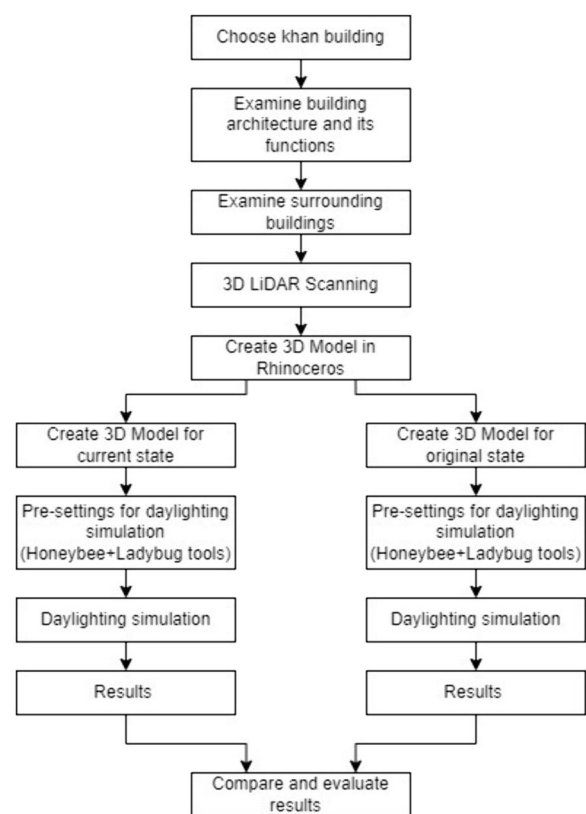 Choose khan building
Examine building
architecture and its
functions
Examine surrounding
buildings
3D LiDAR Scanning
Create 3D Model in
Rhinoceros
Create 3D Model for
current state
Pre-settings for daylighting
simulation
(Honeybee+Ladybug tools)
Daylighting simulation
Results
Create 3D Model for
original state
Pre-settings for daylighting
simulation
(Honeybee+Ladybug tools)
Daylighting simulation
Results
Compare and evaluate
results